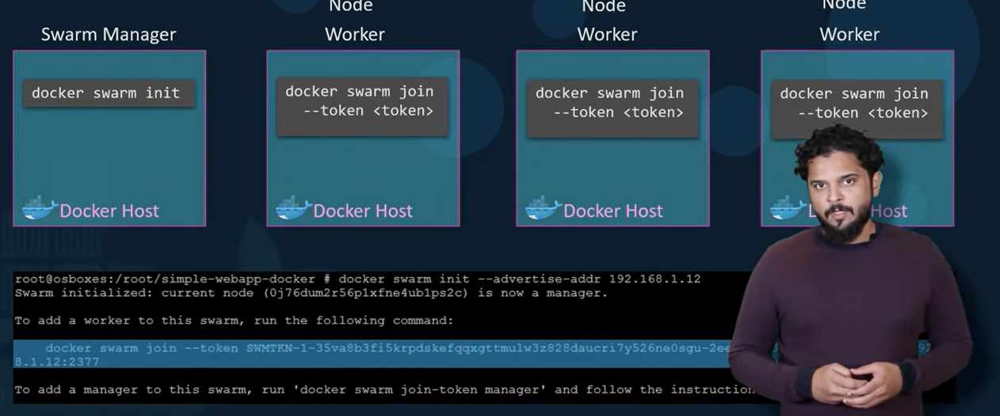 Node
Node
Node
Swarm Manager
Worker
Worker
Worker
docker swarm init
docker swarm join
--token <token>
docker swarm join
--token <token>
docker swarm join
--token <token>
Docker Host
Docker Host
Docker Host
Host
root@osboxes:/root/simple-webapp-docker # docker swarm init --advertise-addr 192.168.1.12
Swarm initialized: current node (0j76dum2r56p1xfne4ub1ps2c) is now a manager.
To add a worker to this swarm, run the following command:
docker swarm join --token SWMTKN-1-35va8b3fi5krpdskefqqxgttmulw3z828daucri7y526ne0sgu-2ee
8.1.12:2377
To add a manager to this swarm, run 'docker swarm join-token manager' and follow the instruction